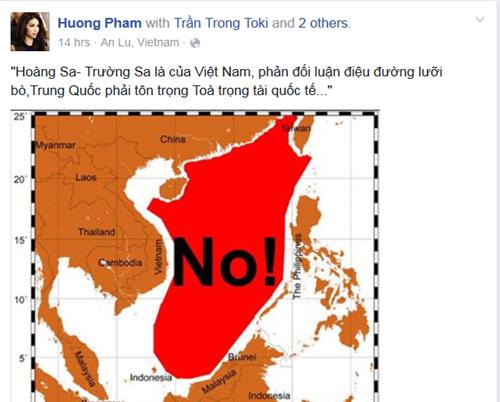 Huong Pham with Trần Trong Toki and 2 others.
14 hrs · An Lu, Vietnam ·
"Hoàng Sa- Trường Sa là của Việt Nam, phản đối luận điệu đường lưỡi
bò,Trung Quốc phải tôn trọng Toà trọng tài quốc tế..."
25°
Taiwan
China
Myanmar
Laos
20°
Thailand
Vietnam
15°
No!
Cambodia
The Philippines
10°
Brunei
5°
Indonesia
Malaysia
Malaysia
Indonesia